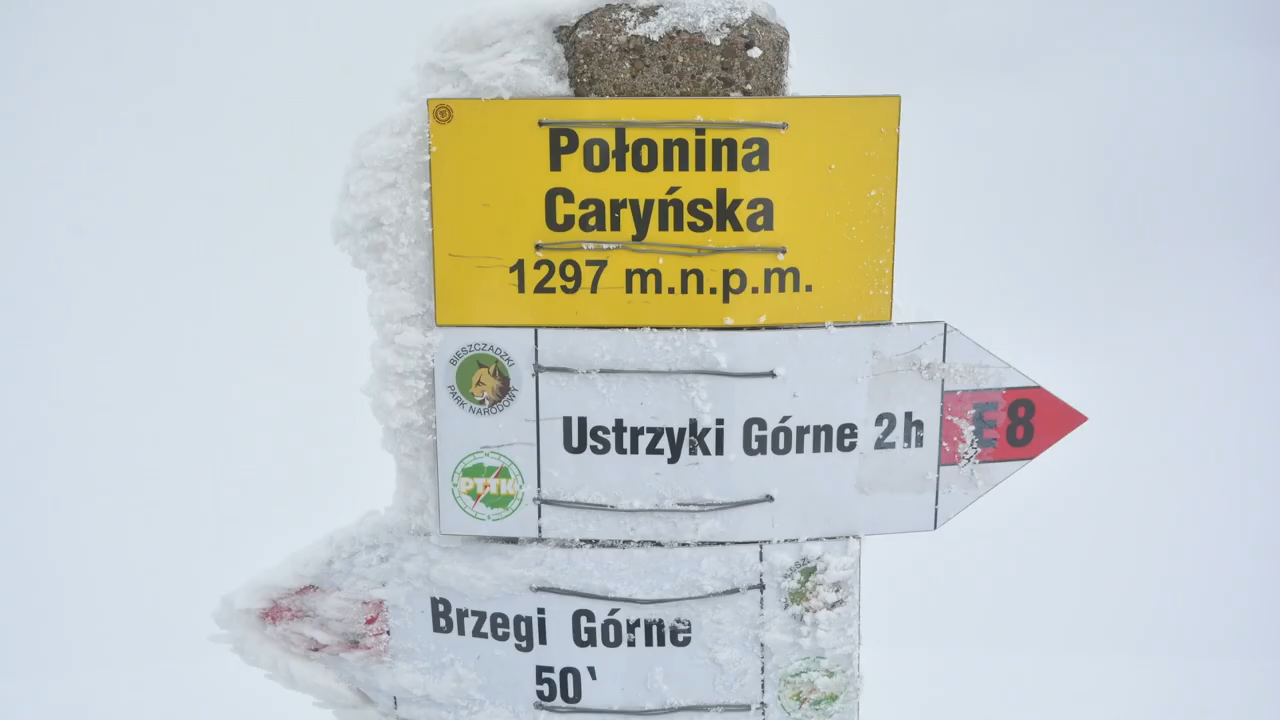 Połonina
Caryńska
1297 m.n.p.m.
BIESZCZADZKI
PARK NARODOWY
PTTK
Ustrzyki Górne 2h
E8
Brzegi Górne
50‵